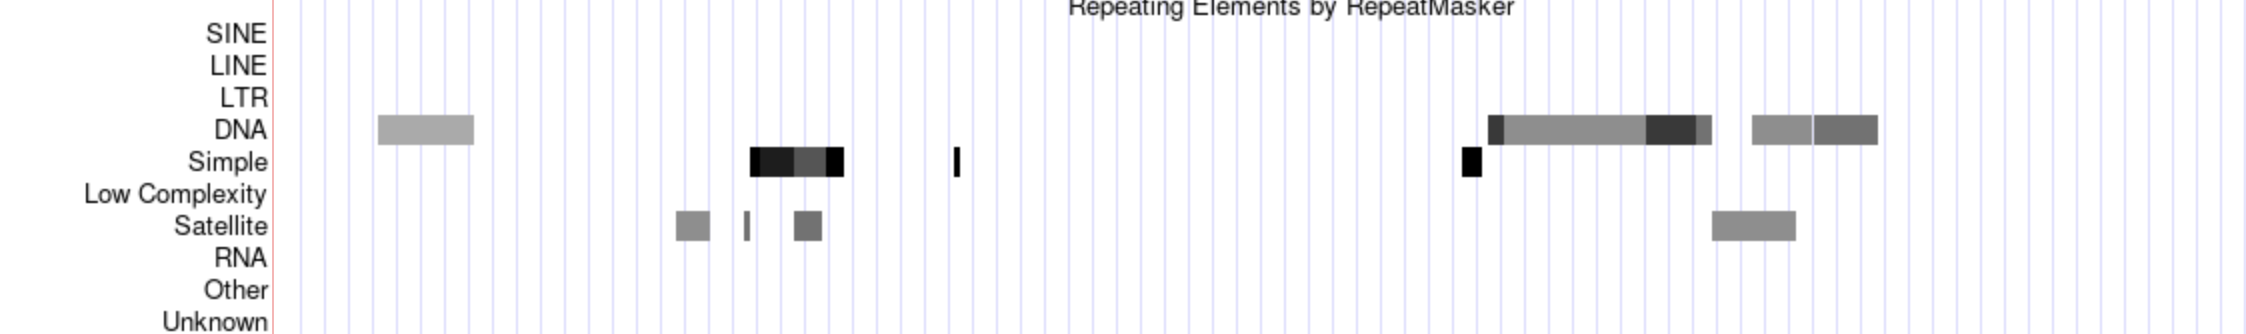 Repeating Elements by RepeatMasker
SINE
LINE
LTR
DNA
Simple
Low Complexity
Satellite
RNA
Other
Unknown